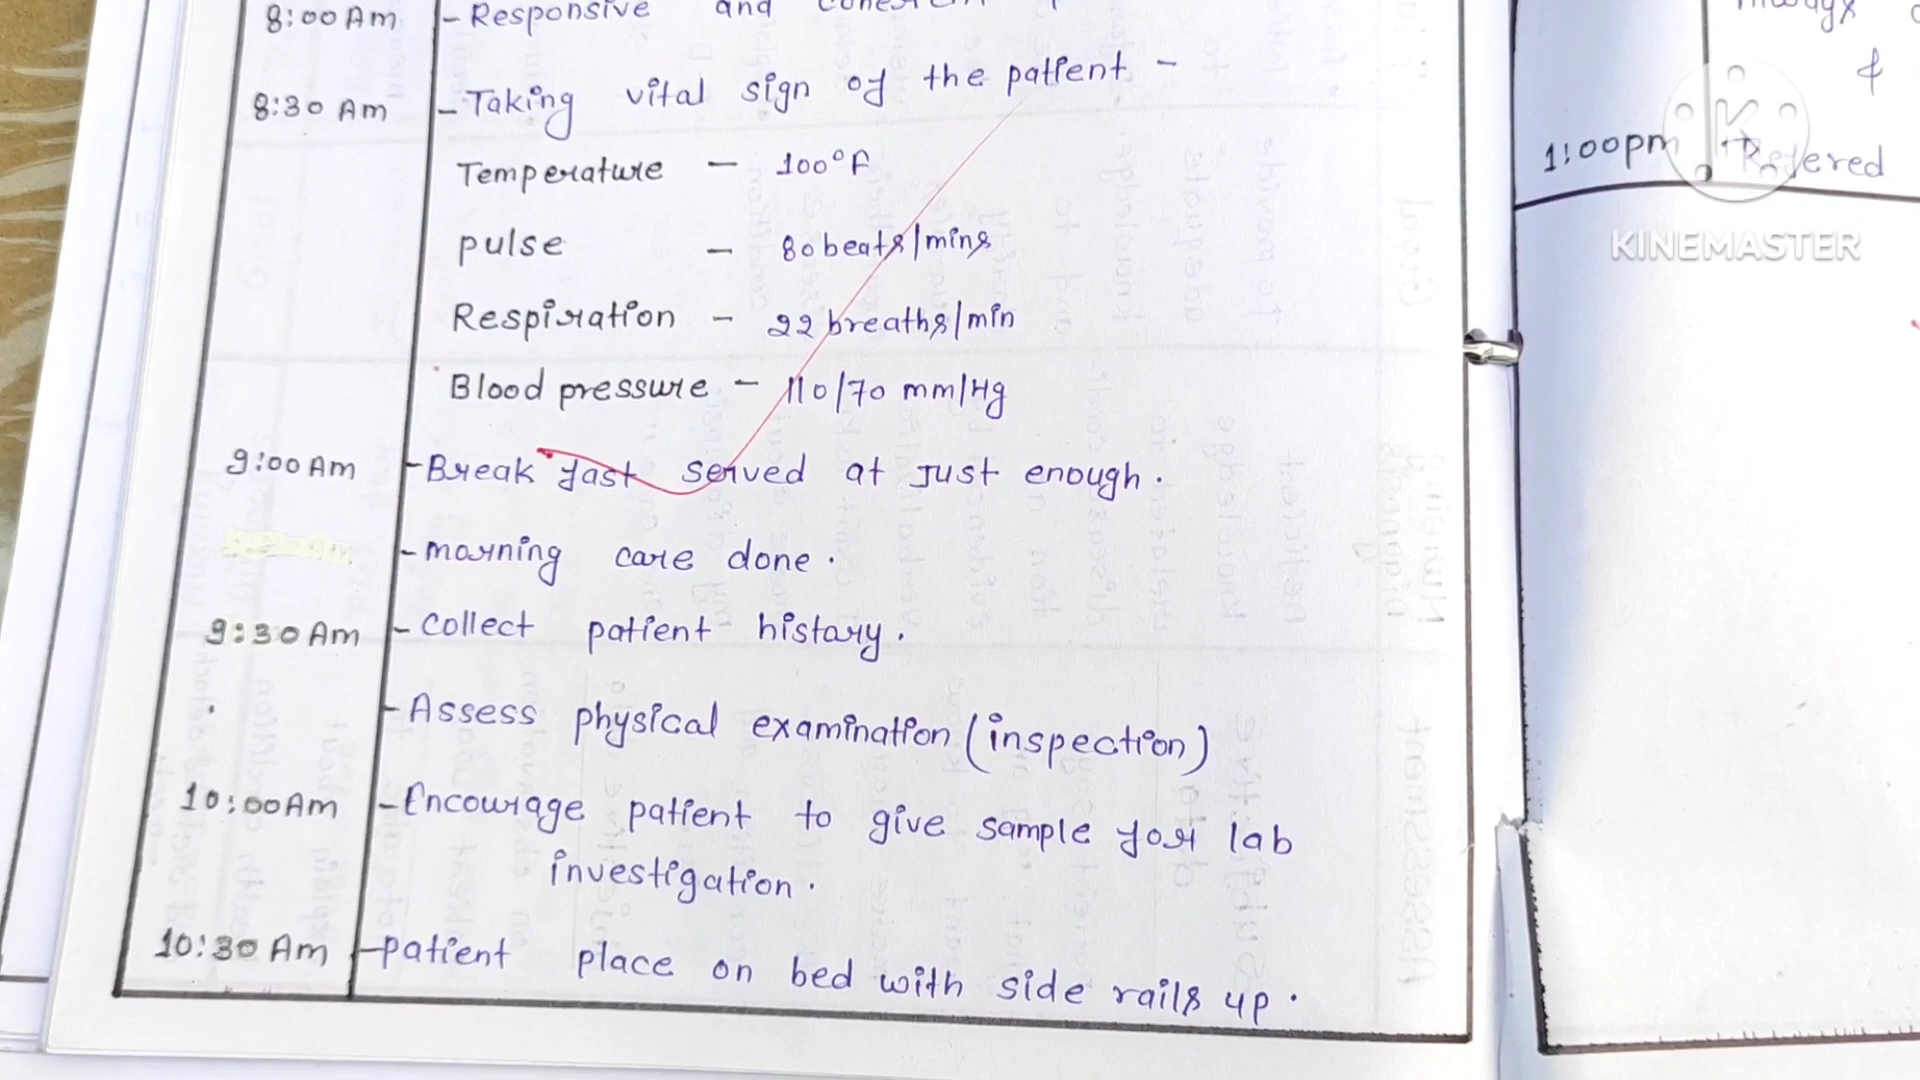 8:00 Am - Responsive and
8:30 Am - Taking vital sign of the patient -
Temperature - 100°F
pulse - 80 beats/mins
Respiration - 22 breaths/min
Blood pressure - 110/70 mm/Hg
9:00 Am - Break fast served at Just enough.
- morning care done.
9:30 Am - collect patient history.
- Assess physical examination (inspection)
10:00 Am - Encourage patient to give sample for lab
investigation.
10:30 Am - patient place on bed with side rails up.
&
1:00pm Refered
KINEMASTER